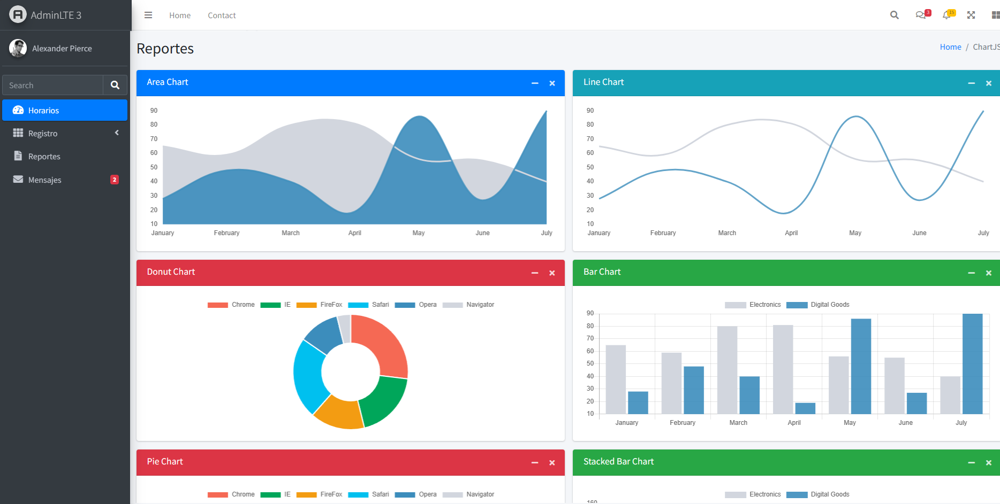 AdminLTE 3
Home Contact
3
15
Alexander Pierce
Search
Horarios
Registro
Reportes
Mensajes 2
Reportes
Home / ChartJS
Area Chart
90
80
70
60
50
40
30
20
10
January February March April May June July
Line Chart
90
80
70
60
50
40
30
20
10
January February March April May June July
Donut Chart
Chrome IE FireFox Safari Opera Navigator
Bar Chart
Electronics Digital Goods
90
80
70
60
50
40
30
20
10
January February March April May June July
Pie Chart
Chrome IE FireFox Safari Opera Navigator
Stacked Bar Chart
Electronics Digital Goods
160